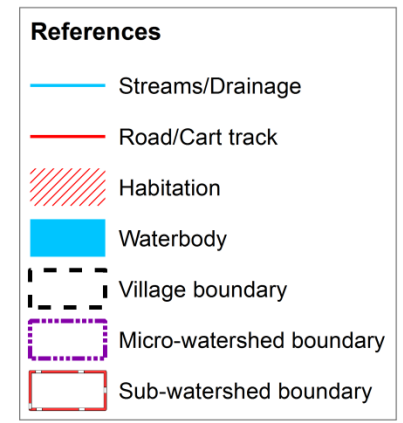 References
Streams/Drainage
Road/Cart track
Habitation
Waterbody
Village boundary
Micro-watershed boundary
Sub-watershed boundary